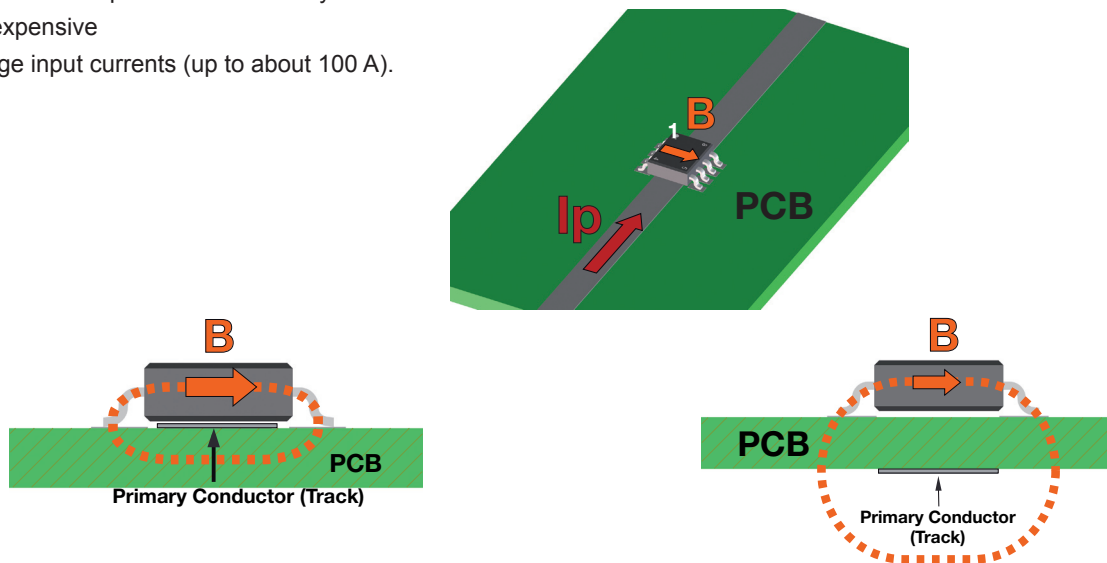 expensive
ge input currents (up to about 100 A).
B
1
Ip
PCB
B
PCB
Primary Conductor (Track)
B
PCB
Primary Conductor
(Track)